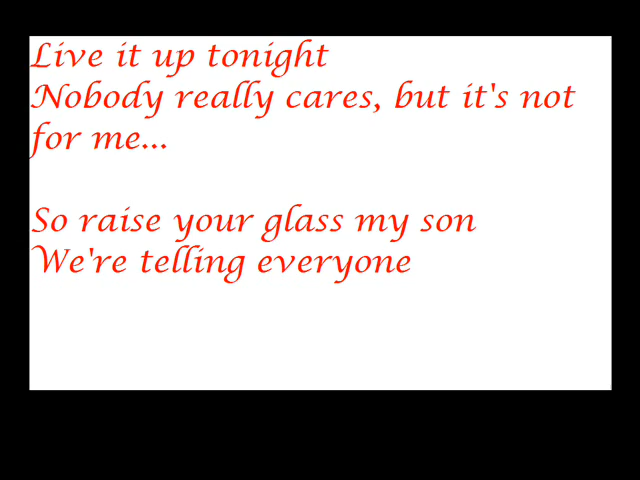 Live it up tonight
Nobody really cares, but it's not
for me...
So raise your glass my son
We're telling everyone